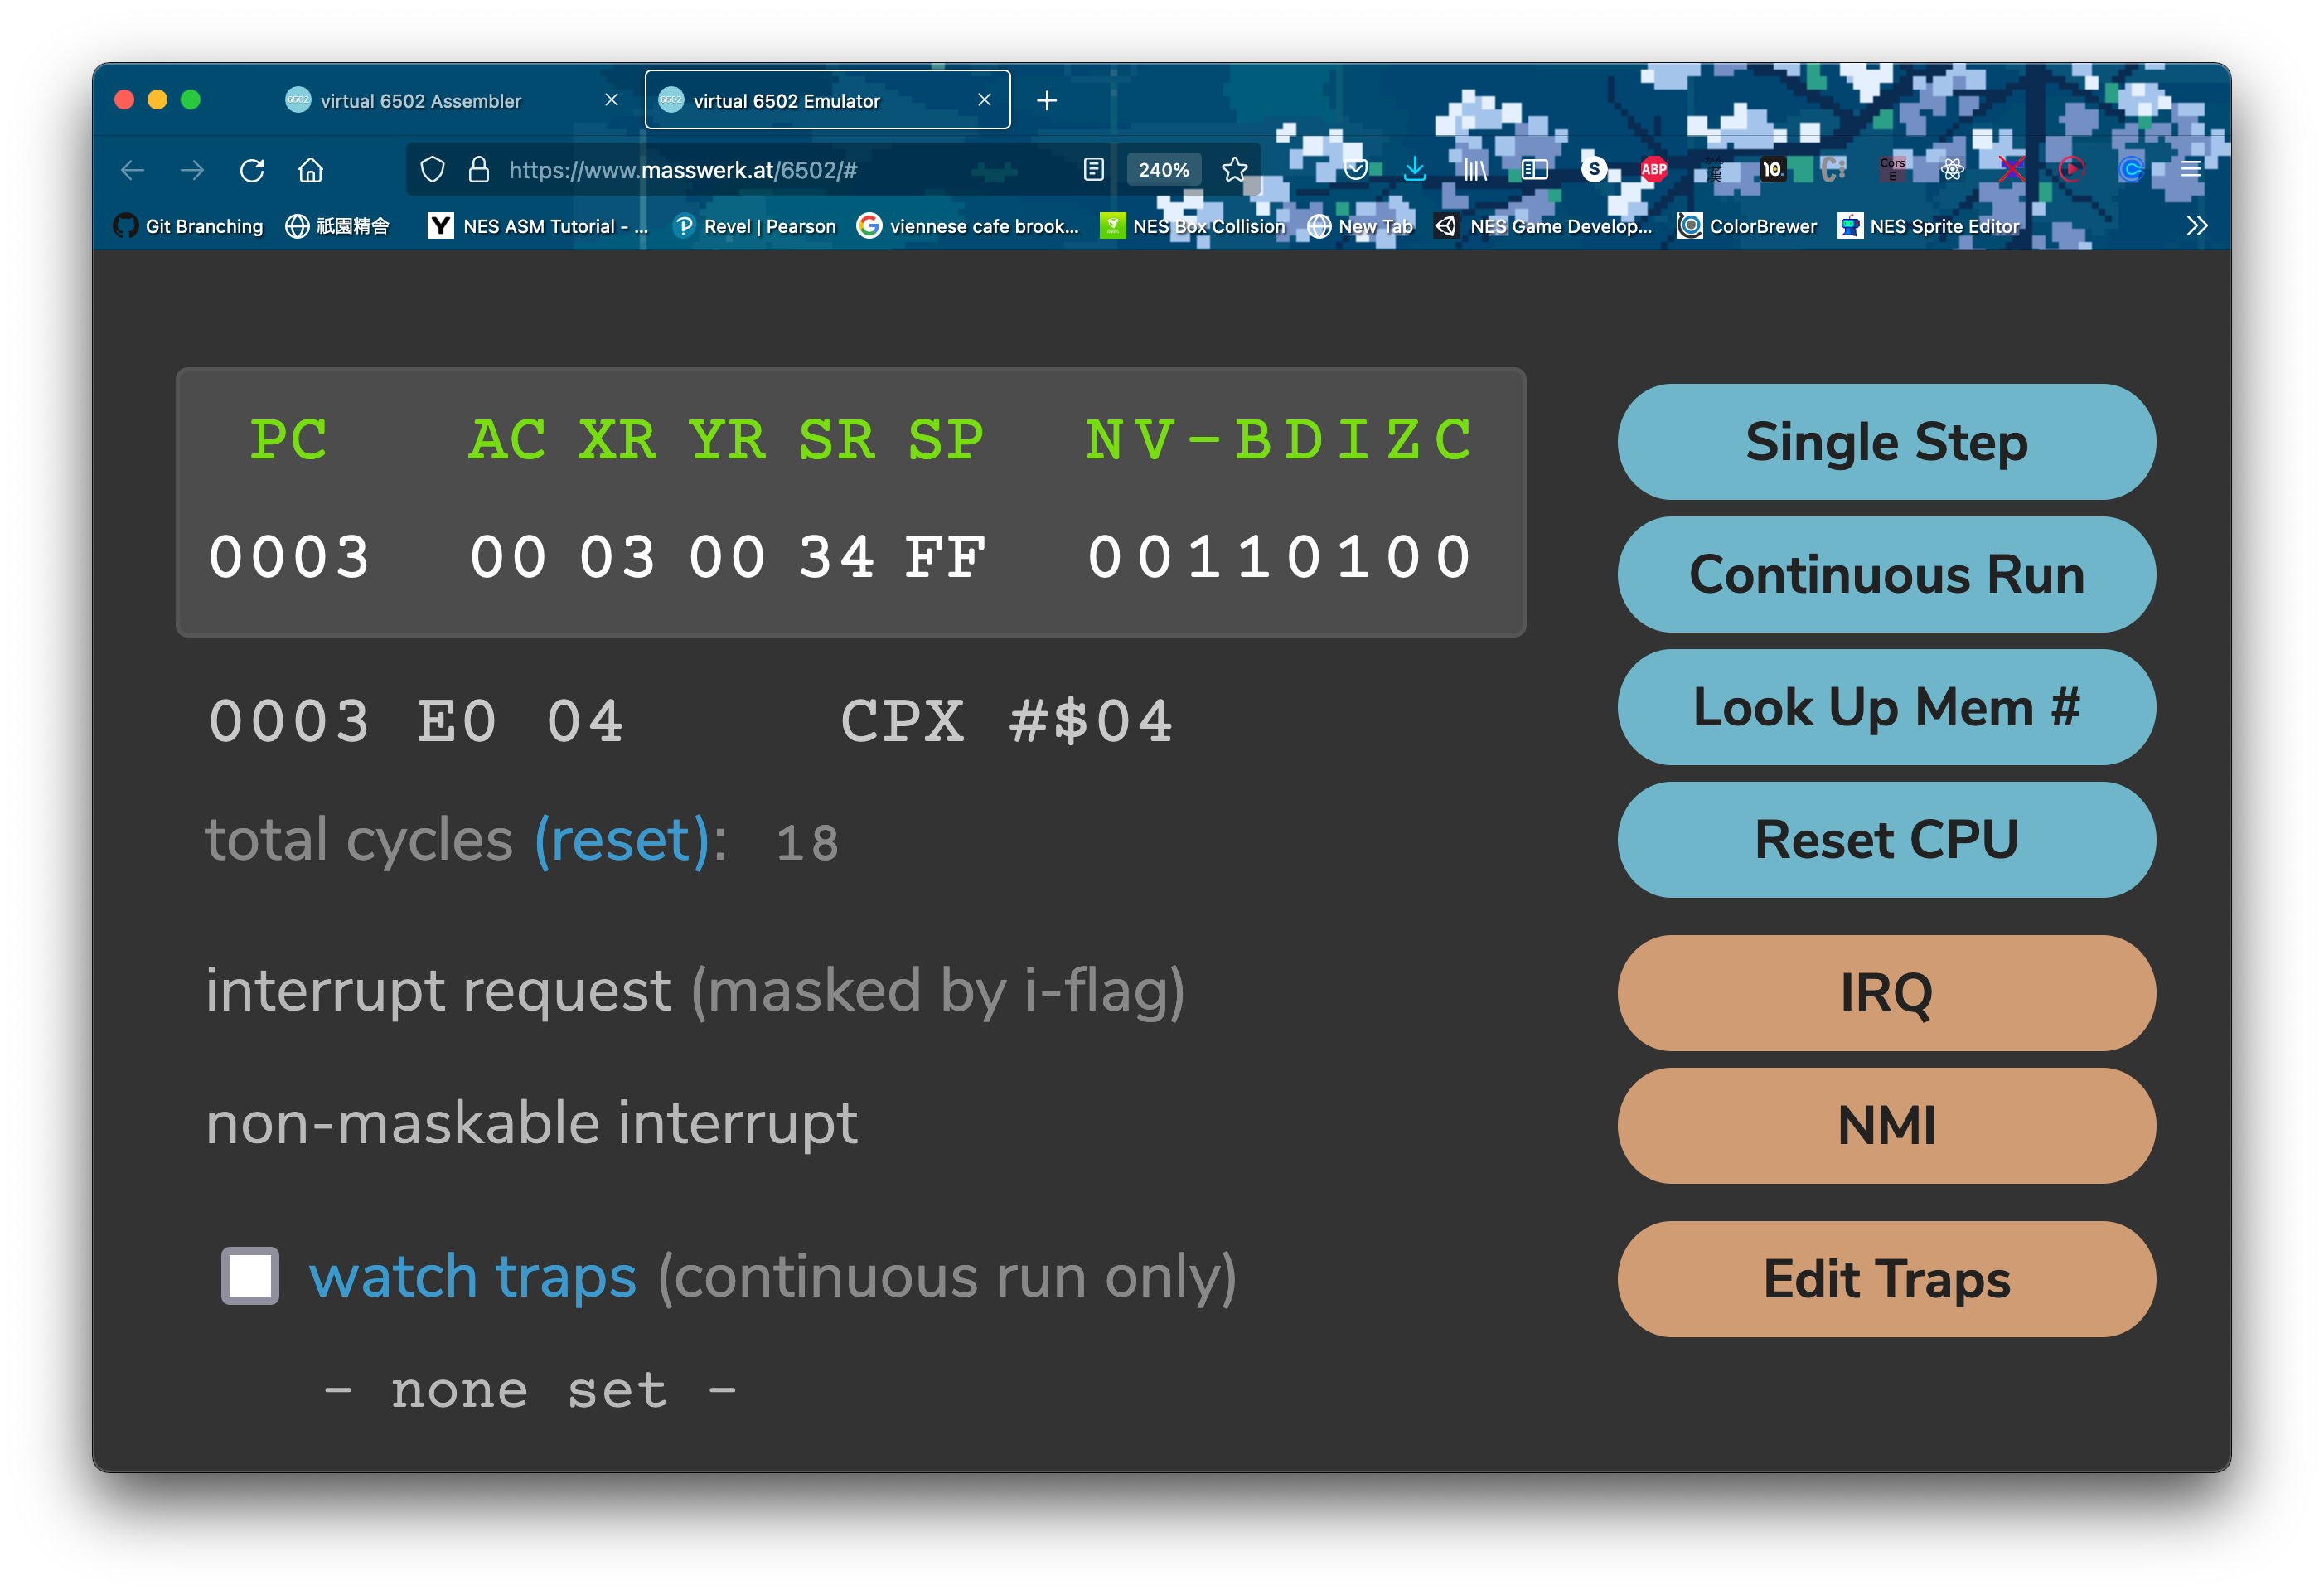 virtual 6502 Assembler
virtual 6502 Emulator
https://www.masswerk.at/6502/#
240%
S
ABP
10.
Cors
E
Git Branching
祇園精舎
NES ASM Tutorial - ...
Revel | Pearson
viennese cafe brook...
NES Box Collision
New Tab
NES Game Develop...
ColorBrewer
NES Sprite Editor
PC AC XR YR SR SP NV-BDIZC
0003 00 03 00 34 FF 00110100
0003 E0 04 CPX #$04
total cycles (reset): 18
interrupt request (masked by i-flag)
non-maskable interrupt
watch traps (continuous run only)
- none set -
Single Step
Continuous Run
Look Up Mem #
Reset CPU
IRQ
NMI
Edit Traps